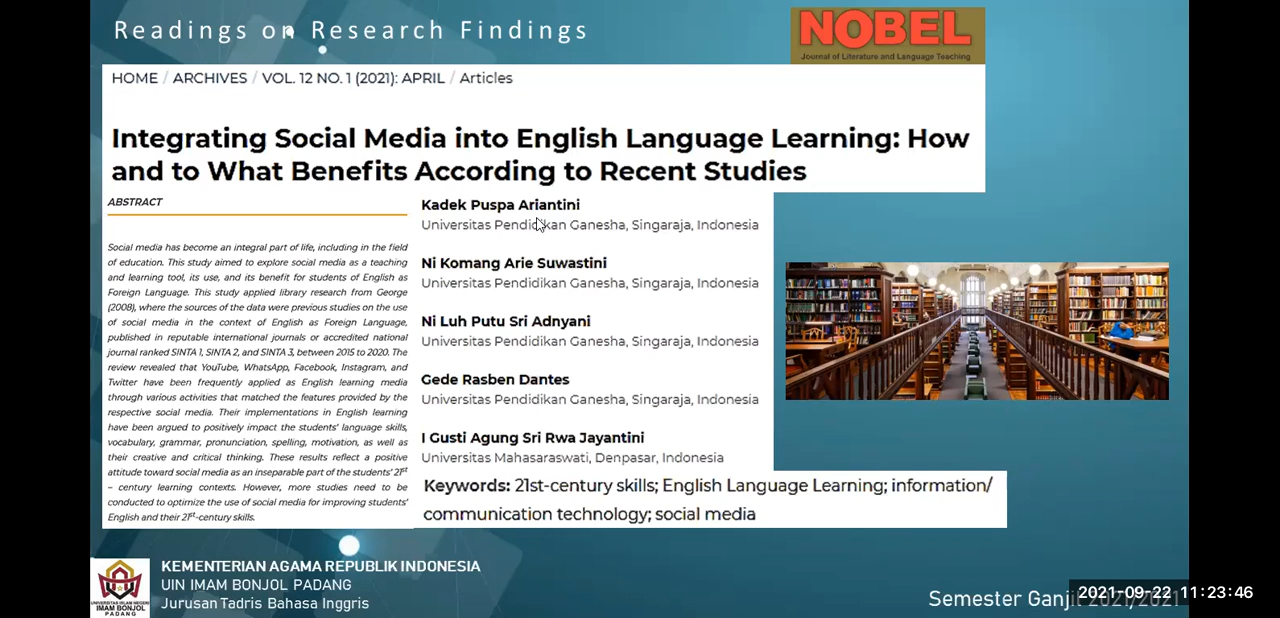 Readings on Research Findings
NOBEL
Journal of Literature and Language Teaching
HOME / ARCHIVES / VOL. 12 NO. 1 (2021): APRIL / Articles
Integrating Social Media into English Language Learning: How
and to What Benefits According to Recent Studies
ABSTRACT
Social media has become an integral part of life, including in the field
of education. This study aimed to explore social media as a teaching
and learning tool, its use, and its benefit for students of English as
Foreign Language. This study applied library research from George
(2008), where the sources of the data were previous studies on the use
of social media in the context of English as Foreign Language,
published in reputable international journals or accredited national
journal ranked SINTA 1, SINTA 2, and SINTA 3, between 2015 to 2020. The
review revealed that YouTube, WhatsApp, Facebook, Instagram, and
Twitter have been frequently applied as English learning media
through various activities that matched the features provided by the
respective social media. Their implementations in English learning
have been argued to positively impact the students' language skills,
vocabulary, grammar, pronunciation, spelling, motivation, as well as
their creative and critical thinking. These results reflect a positive
attitude toward social media as an inseparable part of the students' 21st
– century learning contexts. However, more studies need to be
conducted to optimize the use of social media for improving students'
English and their 21st-century skills.
Kadek Puspa Ariantini
Universitas Pendidikan Ganesha, Singaraja, Indonesia
Ni Komang Arie Suwastini
Universitas Pendidikan Ganesha, Singaraja, Indonesia
Ni Luh Putu Sri Adnyani
Universitas Pendidikan Ganesha, Singaraja, Indonesia
Gede Rasben Dantes
Universitas Pendidikan Ganesha, Singaraja, Indonesia
I Gusti Agung Sri Rwa Jayantini
Universitas Mahasaraswati, Denpasar, Indonesia
Keywords: 21st-century skills; English Language Learning; information/
communication technology; social media
UNIVERSITAS ISLAM NEGERI
IMAM BONJOL
PADANG
KEMENTERIAN AGAMA REPUBLIK INDONESIA
UIN IMAM BONJOL PADANG
Jurusan Tadris Bahasa Inggris
Semester Ganjil 2021/2021
2021-09-22 11:23:46